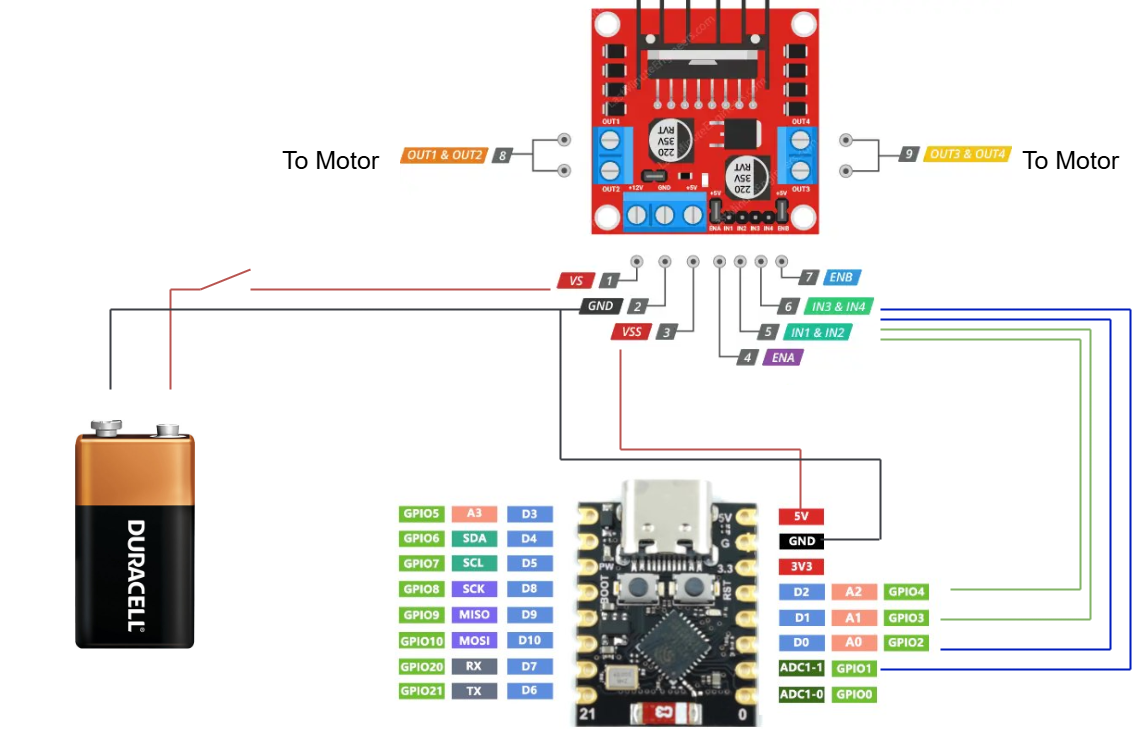 LastMinuteEngineers.com
OUT1
OUT4
220
35V
RVT
220
35V
RVT
OUT2
OUT3
+12V
GND
+5V
+5V
+5V
ENA
IN1
IN2
IN3
IN4
ENB
To Motor
OUT1 & OUT2
8
9
OUT3 & OUT4
To Motor
VS
1
7
ENB
GND
2
6
IN3 & IN4
VSS
3
5
IN1 & IN2
4
ENA
DURACELL®
GPIO5 A3 D3
GPIO6 SDA D4
GPIO7 SCL D5
GPIO8 SCK D8
GPIO9 MISO D9
GPIO10 MOSI D10
GPIO20 RX D7
GPIO21 TX D6
5V
G
3.3
PW
BOOT
RST
21
0
C3
5V
GND
3V3
D2 A2 GPIO4
D1 A1 GPIO3
D0 A0 GPIO2
ADC1-1 GPIO1
ADC1-0 GPIO0